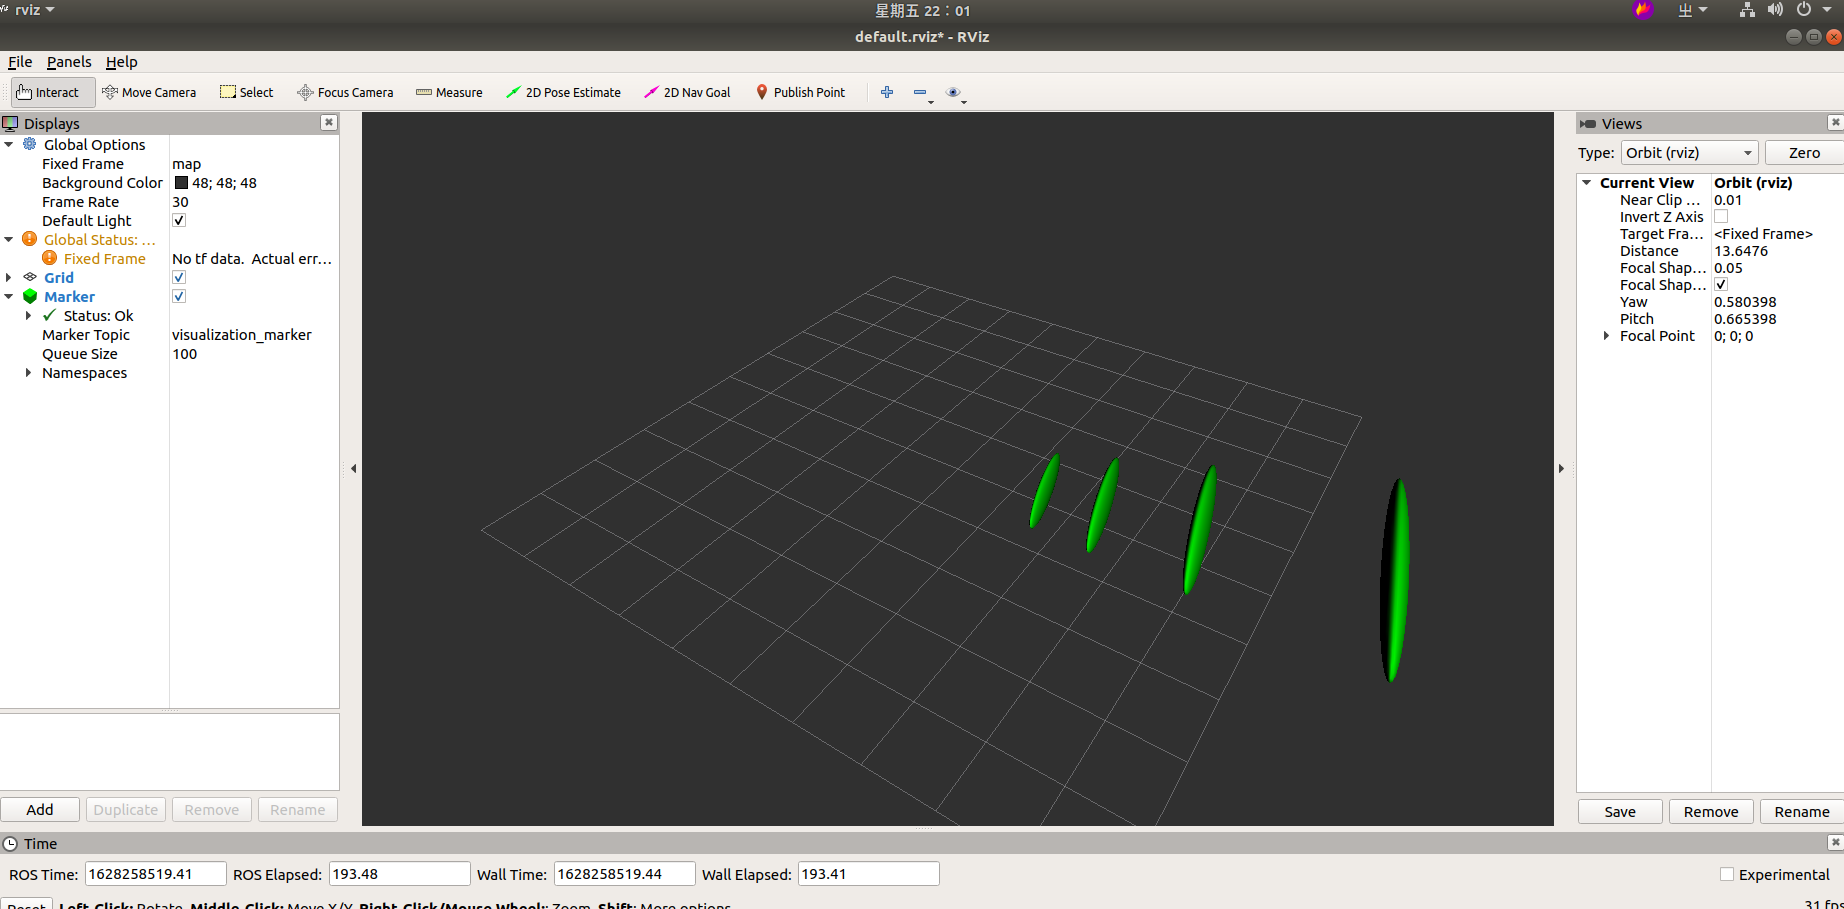 rviz
星期五 22：01
default.rviz* - RViz
File Panels Help
Interact Move Camera Select Focus Camera Measure 2D Pose Estimate 2D Nav Goal Publish Point
Displays
Global Options
Fixed Frame map
Background Color 48; 48; 48
Frame Rate 30
Default Light
Global Status: ...
Fixed Frame No tf data. Actual err...
Grid
Marker
Status: Ok
Marker Topic visualization_marker
Queue Size 100
Namespaces
Add Duplicate Remove Rename
Views
Type: Orbit (rviz) Zero
Current View Orbit (rviz)
Near Clip ... 0.01
Invert Z Axis
Target Fra... <Fixed Frame>
Distance 13.6476
Focal Shap... 0.05
Focal Shap...
Yaw 0.580398
Pitch 0.665398
Focal Point 0; 0; 0
Save Remove Rename
Time
ROS Time: 1628258519.41 ROS Elapsed: 193.48 Wall Time: 1628258519.44 Wall Elapsed: 193.41 Experimental
Reset Left-Click: Rotate. Middle-Click: Move X/Y. Right-Click/Mouse Wheel:: Zoom. Shift: More options. 31 fps